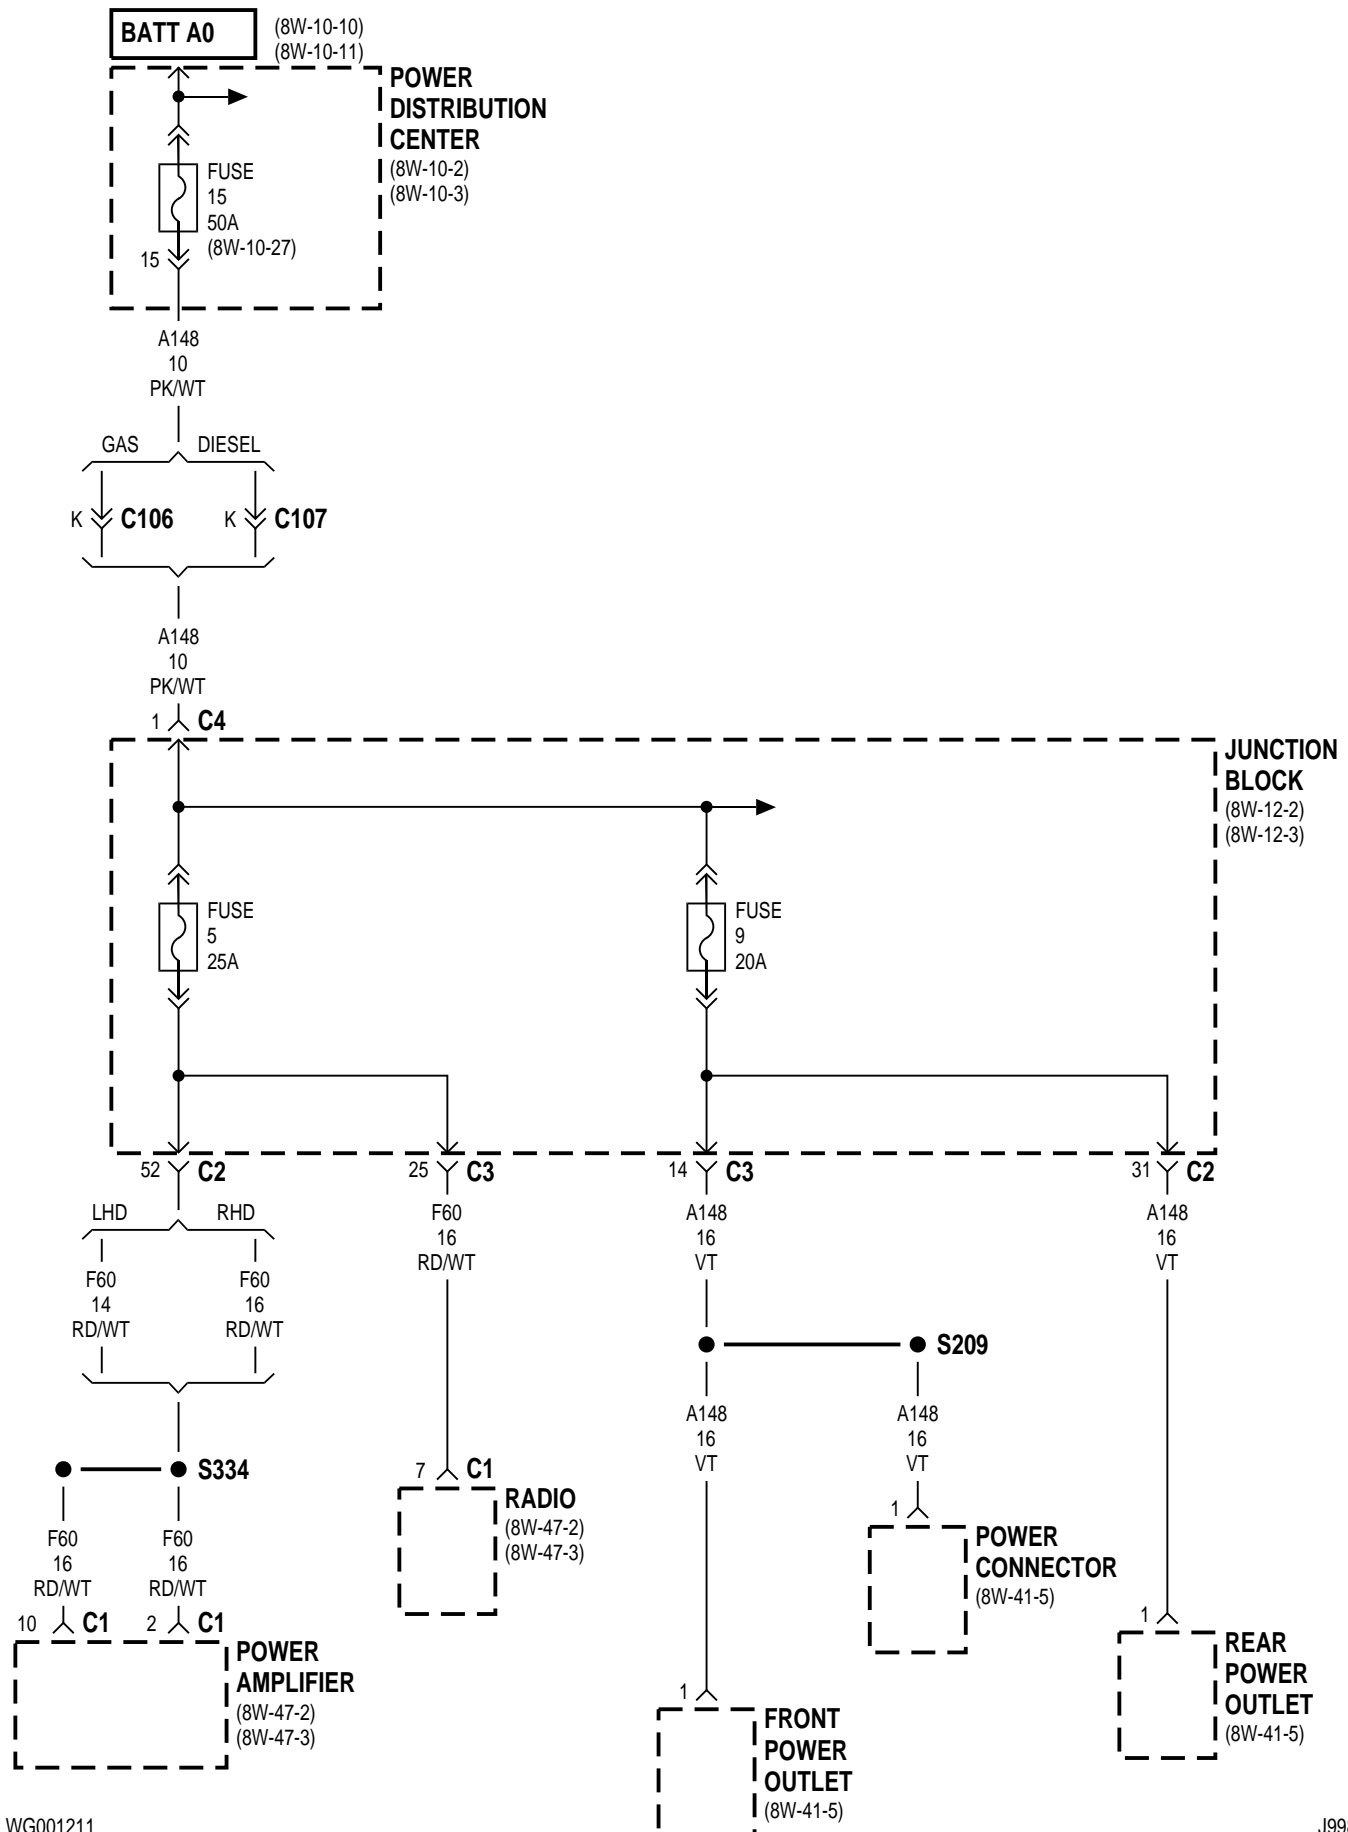 BATT A0
(8W-10-10)
(8W-10-11)
POWER
DISTRIBUTION
CENTER
(8W-10-2)
(8W-10-3)
FUSE
15
50A
(8W-10-27)
15
A148
10
PK/WT
GAS DIESEL
K C106
K C107
A148
10
PK/WT
1 C4
JUNCTION
BLOCK
(8W-12-2)
(8W-12-3)
FUSE
5
25A
FUSE
9
20A
52 C2
25 C3
14 C3
31 C2
LHD RHD
F60
14
RD/WT
F60
16
RD/WT
F60
16
RD/WT
A148
16
VT
A148
16
VT
S209
A148
16
VT
A148
16
VT
S334
F60
16
RD/WT
F60
16
RD/WT
10 C1
2 C1
POWER
AMPLIFIER
(8W-47-2)
(8W-47-3)
7 C1
RADIO
(8W-47-2)
(8W-47-3)
1
POWER
CONNECTOR
(8W-41-5)
1
REAR
POWER
OUTLET
(8W-41-5)
1
FRONT
POWER
OUTLET
(8W-41-5)
WG001211